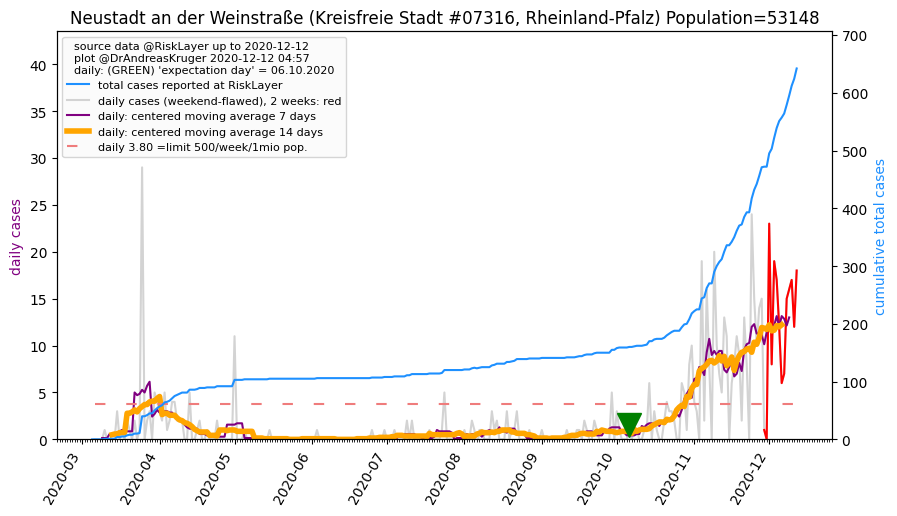 Neustadt an der Weinstraße (Kreisfreie Stadt #07316, Rheinland-Pfalz) Population=53148
source data @RiskLayer up to 2020-12-12
plot @DrAndreasKruger 2020-12-12 04:57
daily: (GREEN) 'expectation day' = 06.10.2020
total cases reported at RiskLayer
daily cases (weekend-flawed), 2 weeks: red
daily: centered moving average 7 days
daily: centered moving average 14 days
daily 3.80 =limit 500/week/1mio pop.
daily cases
40
35
30
25
20
15
10
5
0
700
600
500
400
300
200
100
0
cumulative total cases
2020-03
2020-04
2020-05
2020-06
2020-07
2020-08
2020-09
2020-10
2020-11
2020-12